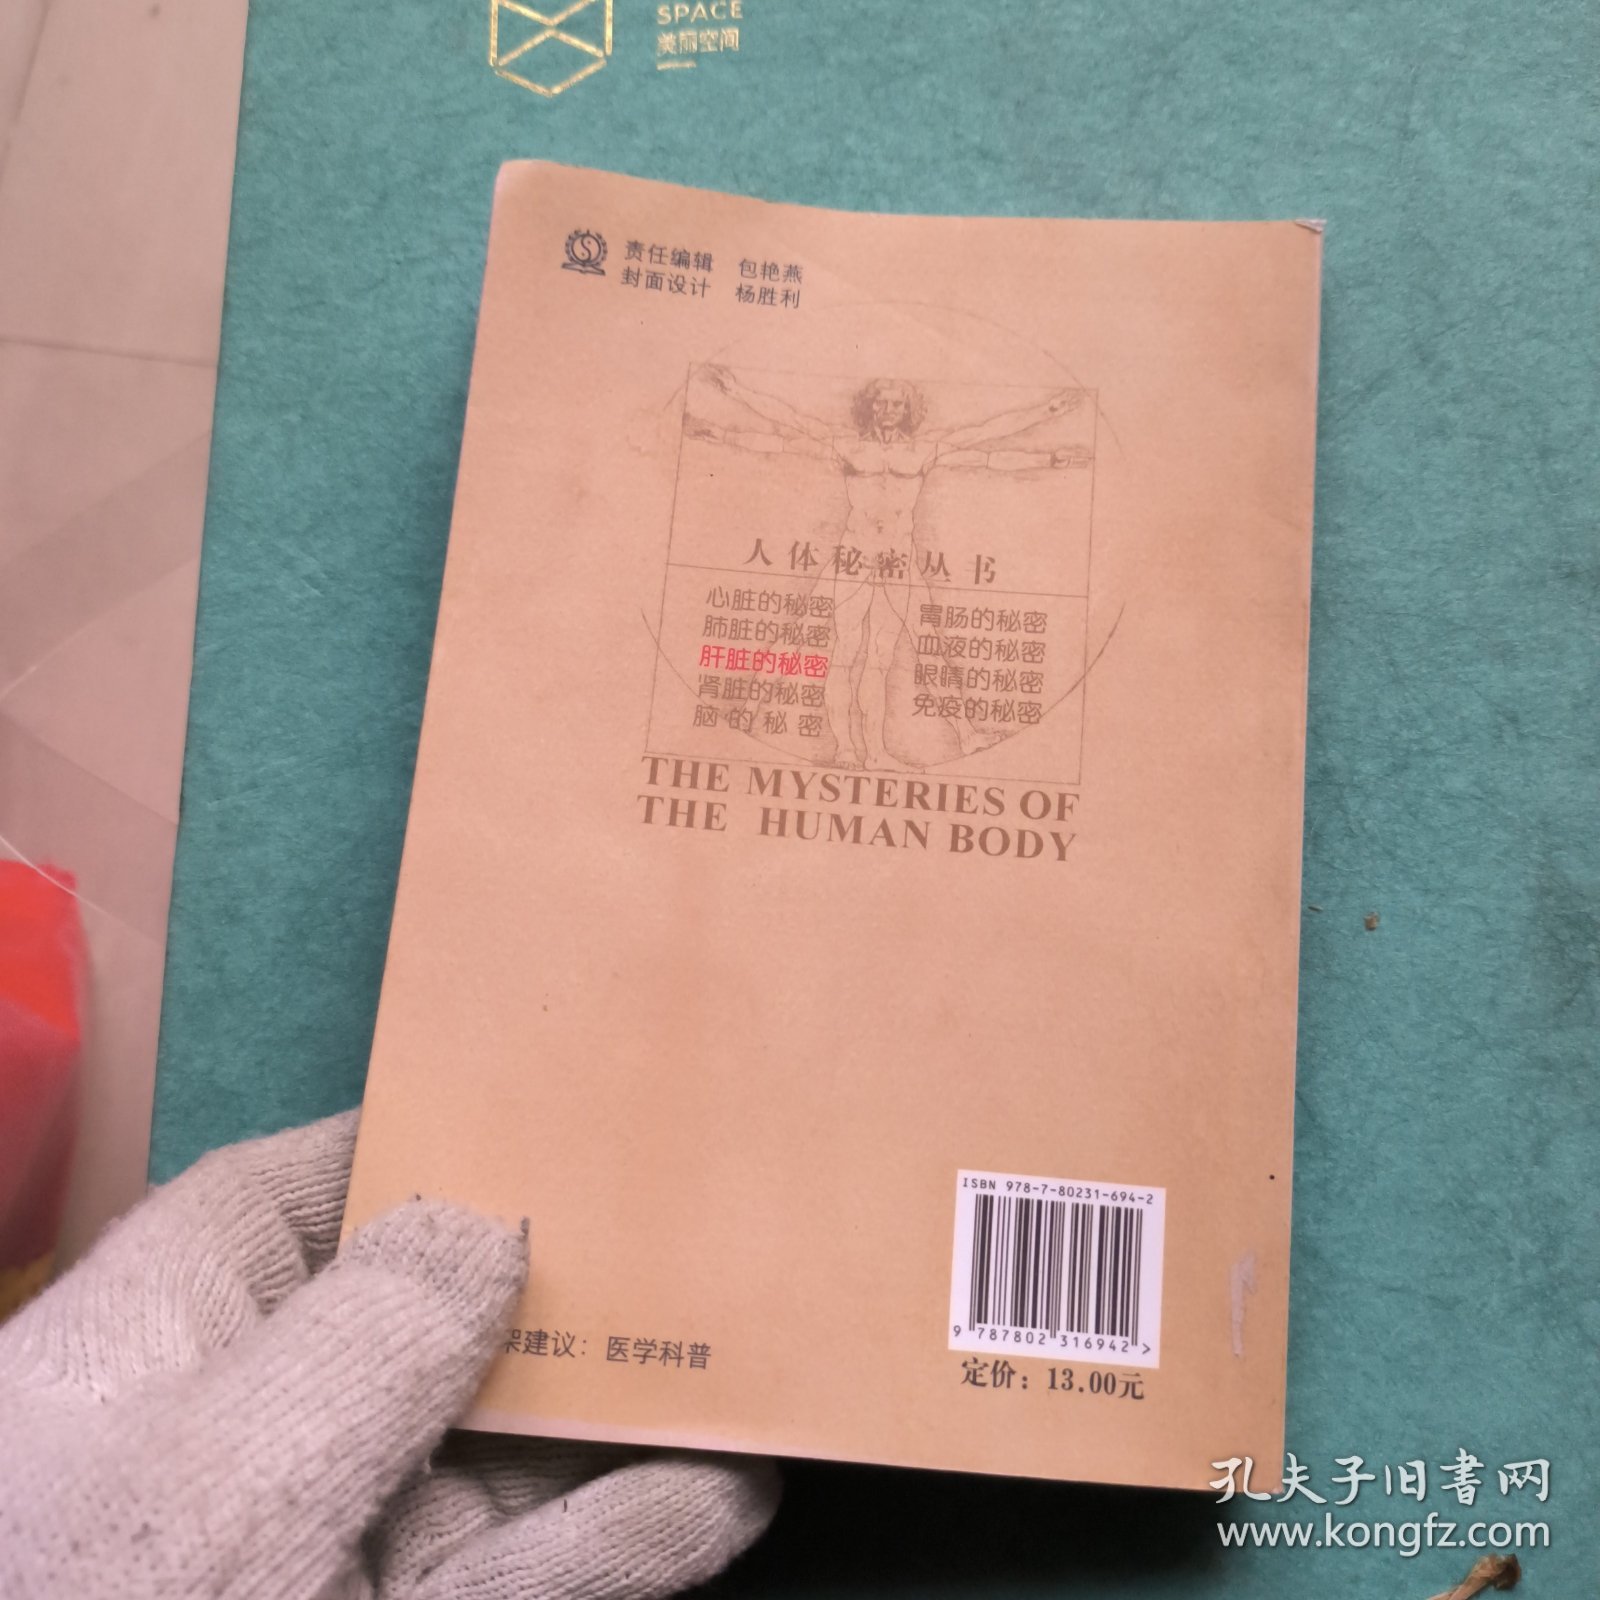 SPACE
美丽空间
责任编辑 包艳燕
封面设计 杨胜利
人体秘密丛书
心脏的秘密
肺脏的秘密
肝脏的秘密
肾脏的秘密
脑的秘密
胃肠的秘密
血液的秘密
眼睛的秘密
免疫的秘密
THE MYSTERIES OF
THE HUMAN BODY
ISBN 978-7-80231-694-2
9 787802 316942 >
定价：13.00元
架建议：医学科普
孔夫子旧书网
www.kongfz.com